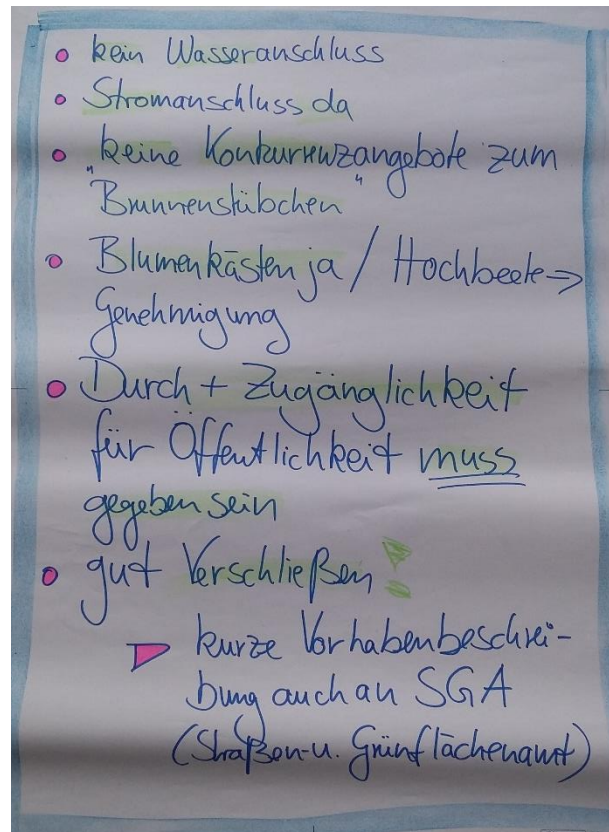 • kein Wasseranschluss
• Stromanschluss da
• keine „Konkurrenzangebote" zum
Brunnenstübchen
• Blumenkästen ja / Hochbeete →
Genehmigung
• Durch + Zugänglichkeit
für Öffentlichkeit muss
gegeben sein
• gut Verschließen!
▶ kurze Vorhabenbeschrei-
bung auch an SGA
(Straßen- u. Grünflächenamt)